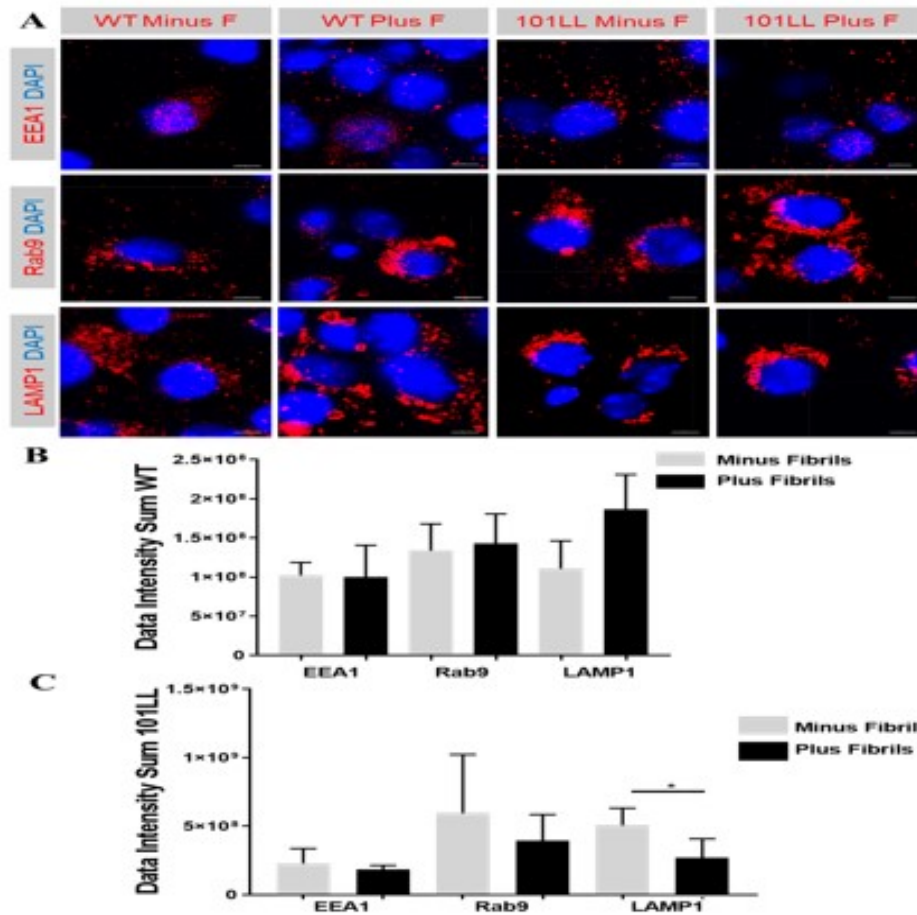 A
WT Minus F
WT Plus F
101LL Minus F
101LL Plus F
EEA1 DAPI
Rab9 DAPI
LAMP1 DAPI
B
Data Intensity Sum WT
2.5×10⁸
2×10⁸
1.5×10⁸
1×10⁸
5×10⁷
0
EEA1
Rab9
LAMP1
Minus Fibrils
Plus Fibrils
C
Data Intensity Sum 101LL
1.5×10⁹
1×10⁹
5×10⁸
0
EEA1
Rab9
LAMP1
Minus Fibril
Plus Fibrils
*